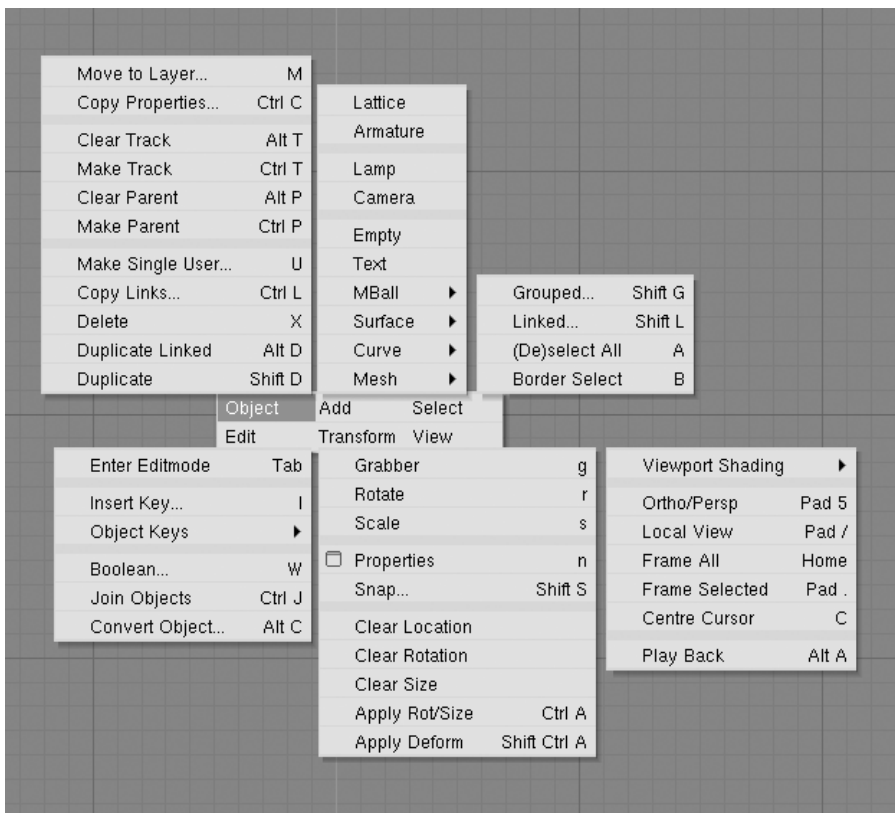 Move to Layer... M
Copy Properties... Ctrl C
Clear Track Alt T
Make Track Ctrl T
Clear Parent Alt P
Make Parent Ctrl P
Make Single User... U
Copy Links... Ctrl L
Delete X
Duplicate Linked Alt D
Duplicate Shift D
Lattice
Armature
Lamp
Camera
Empty
Text
MBall
Surface
Curve
Mesh
Grouped... Shift G
Linked... Shift L
(De)select All A
Border Select B
Object Add Select
Edit Transform View
Enter Editmode Tab
Insert Key... I
Object Keys
Boolean... W
Join Objects Ctrl J
Convert Object... Alt C
Grabber g
Rotate r
Scale s
Properties n
Snap... Shift S
Clear Location
Clear Rotation
Clear Size
Apply Rot/Size Ctrl A
Apply Deform Shift Ctrl A
Viewport Shading
Ortho/Persp Pad 5
Local View Pad /
Frame All Home
Frame Selected Pad .
Centre Cursor C
Play Back Alt A